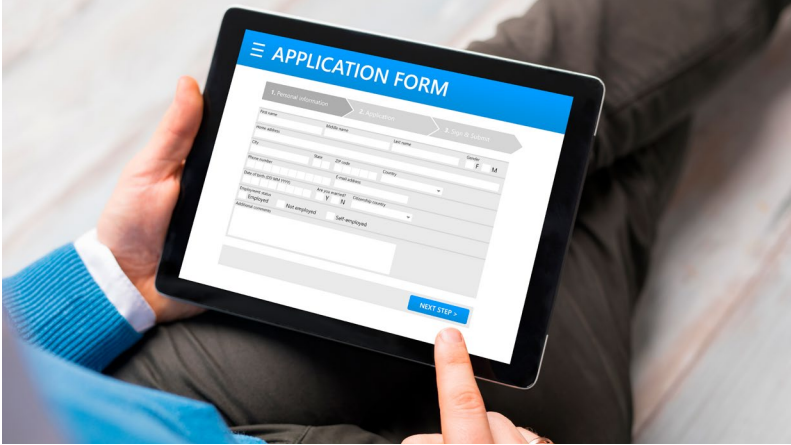 ☰ APPLICATION FORM
1. Personal information 2. Application 3. Sign & Submit
First name Middle name Last name Gender
F M
Home address
City State ZIP code Country
Phone number E-mail address
Date of birth (DD MM YYYY) Are you married? Citizenship country
Y N
Employment status
Employed Not employed Self-employed
Additional comments
NEXT STEP >